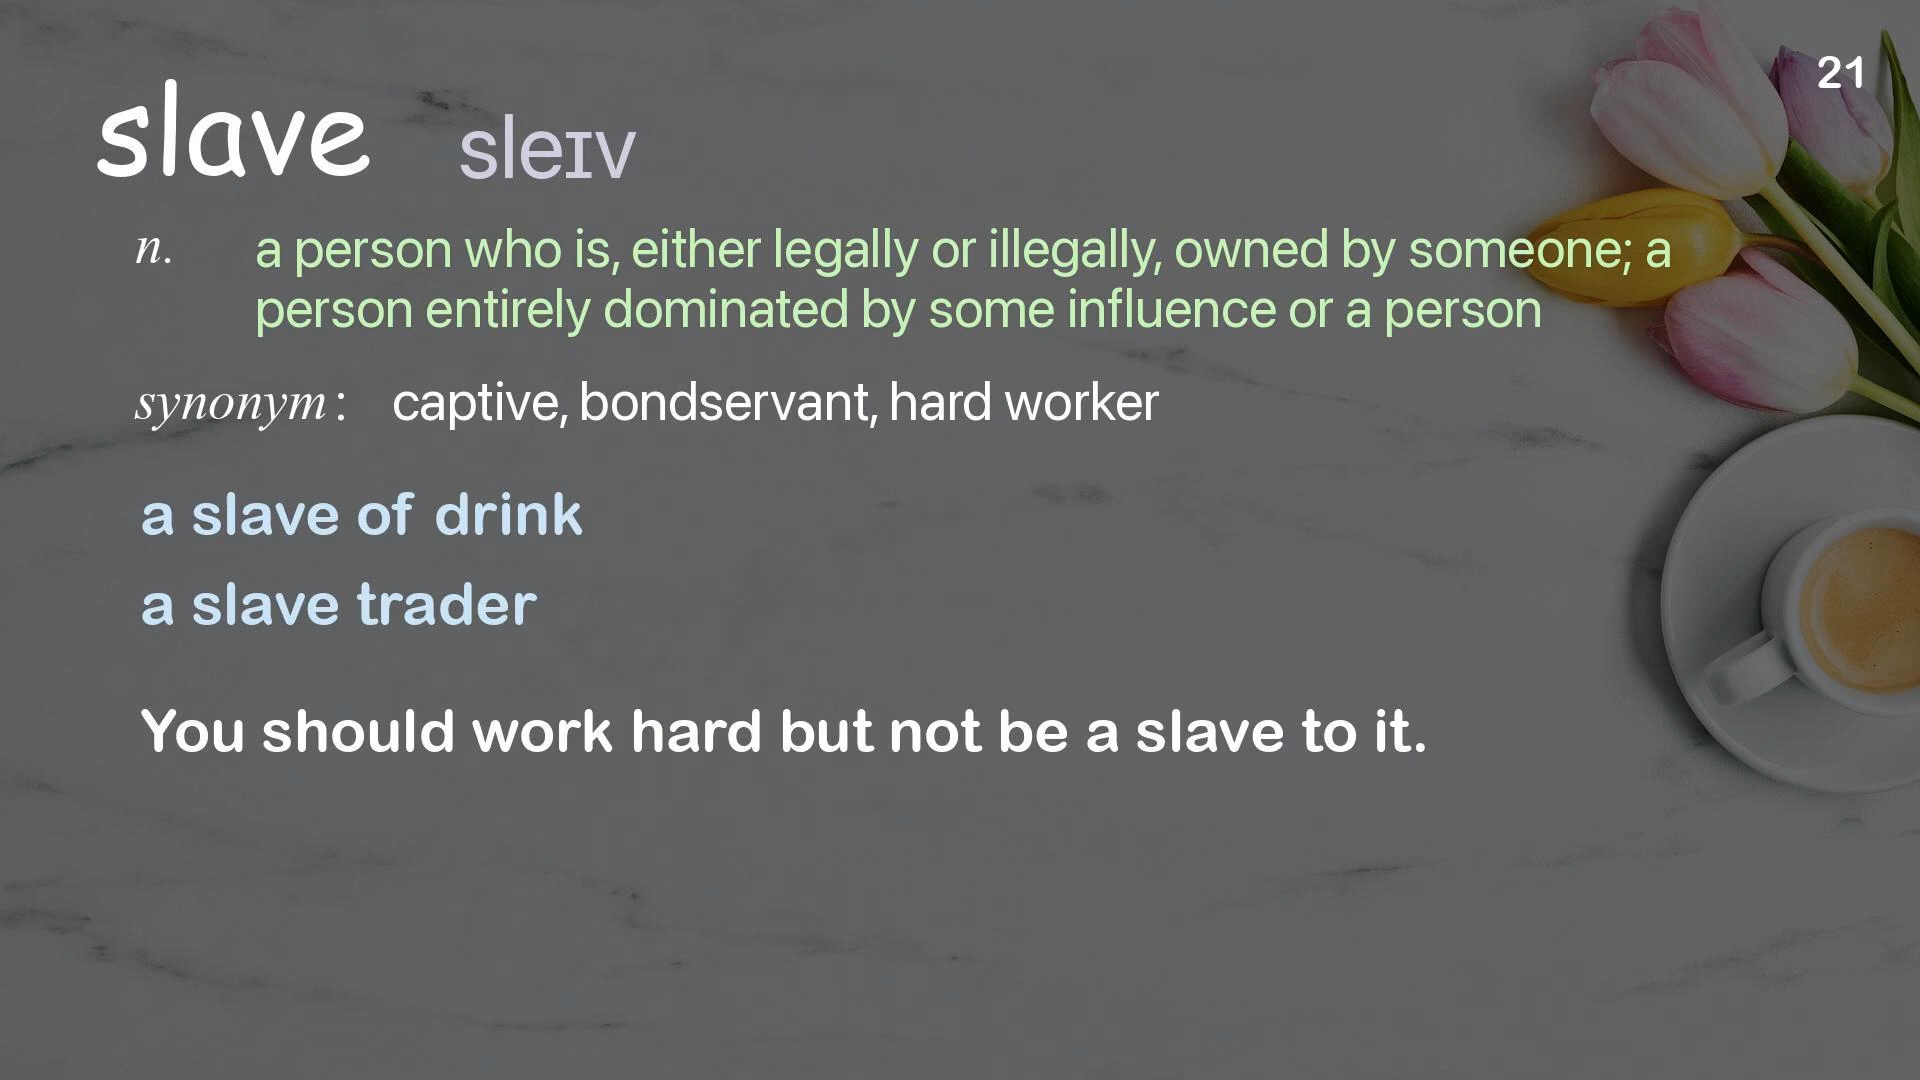 21
slave sleɪv
n. a person who is, either legally or illegally, owned by someone; a
person entirely dominated by some influence or a person
synonym: captive, bondservant, hard worker
a slave of drink
a slave trader
You should work hard but not be a slave to it.